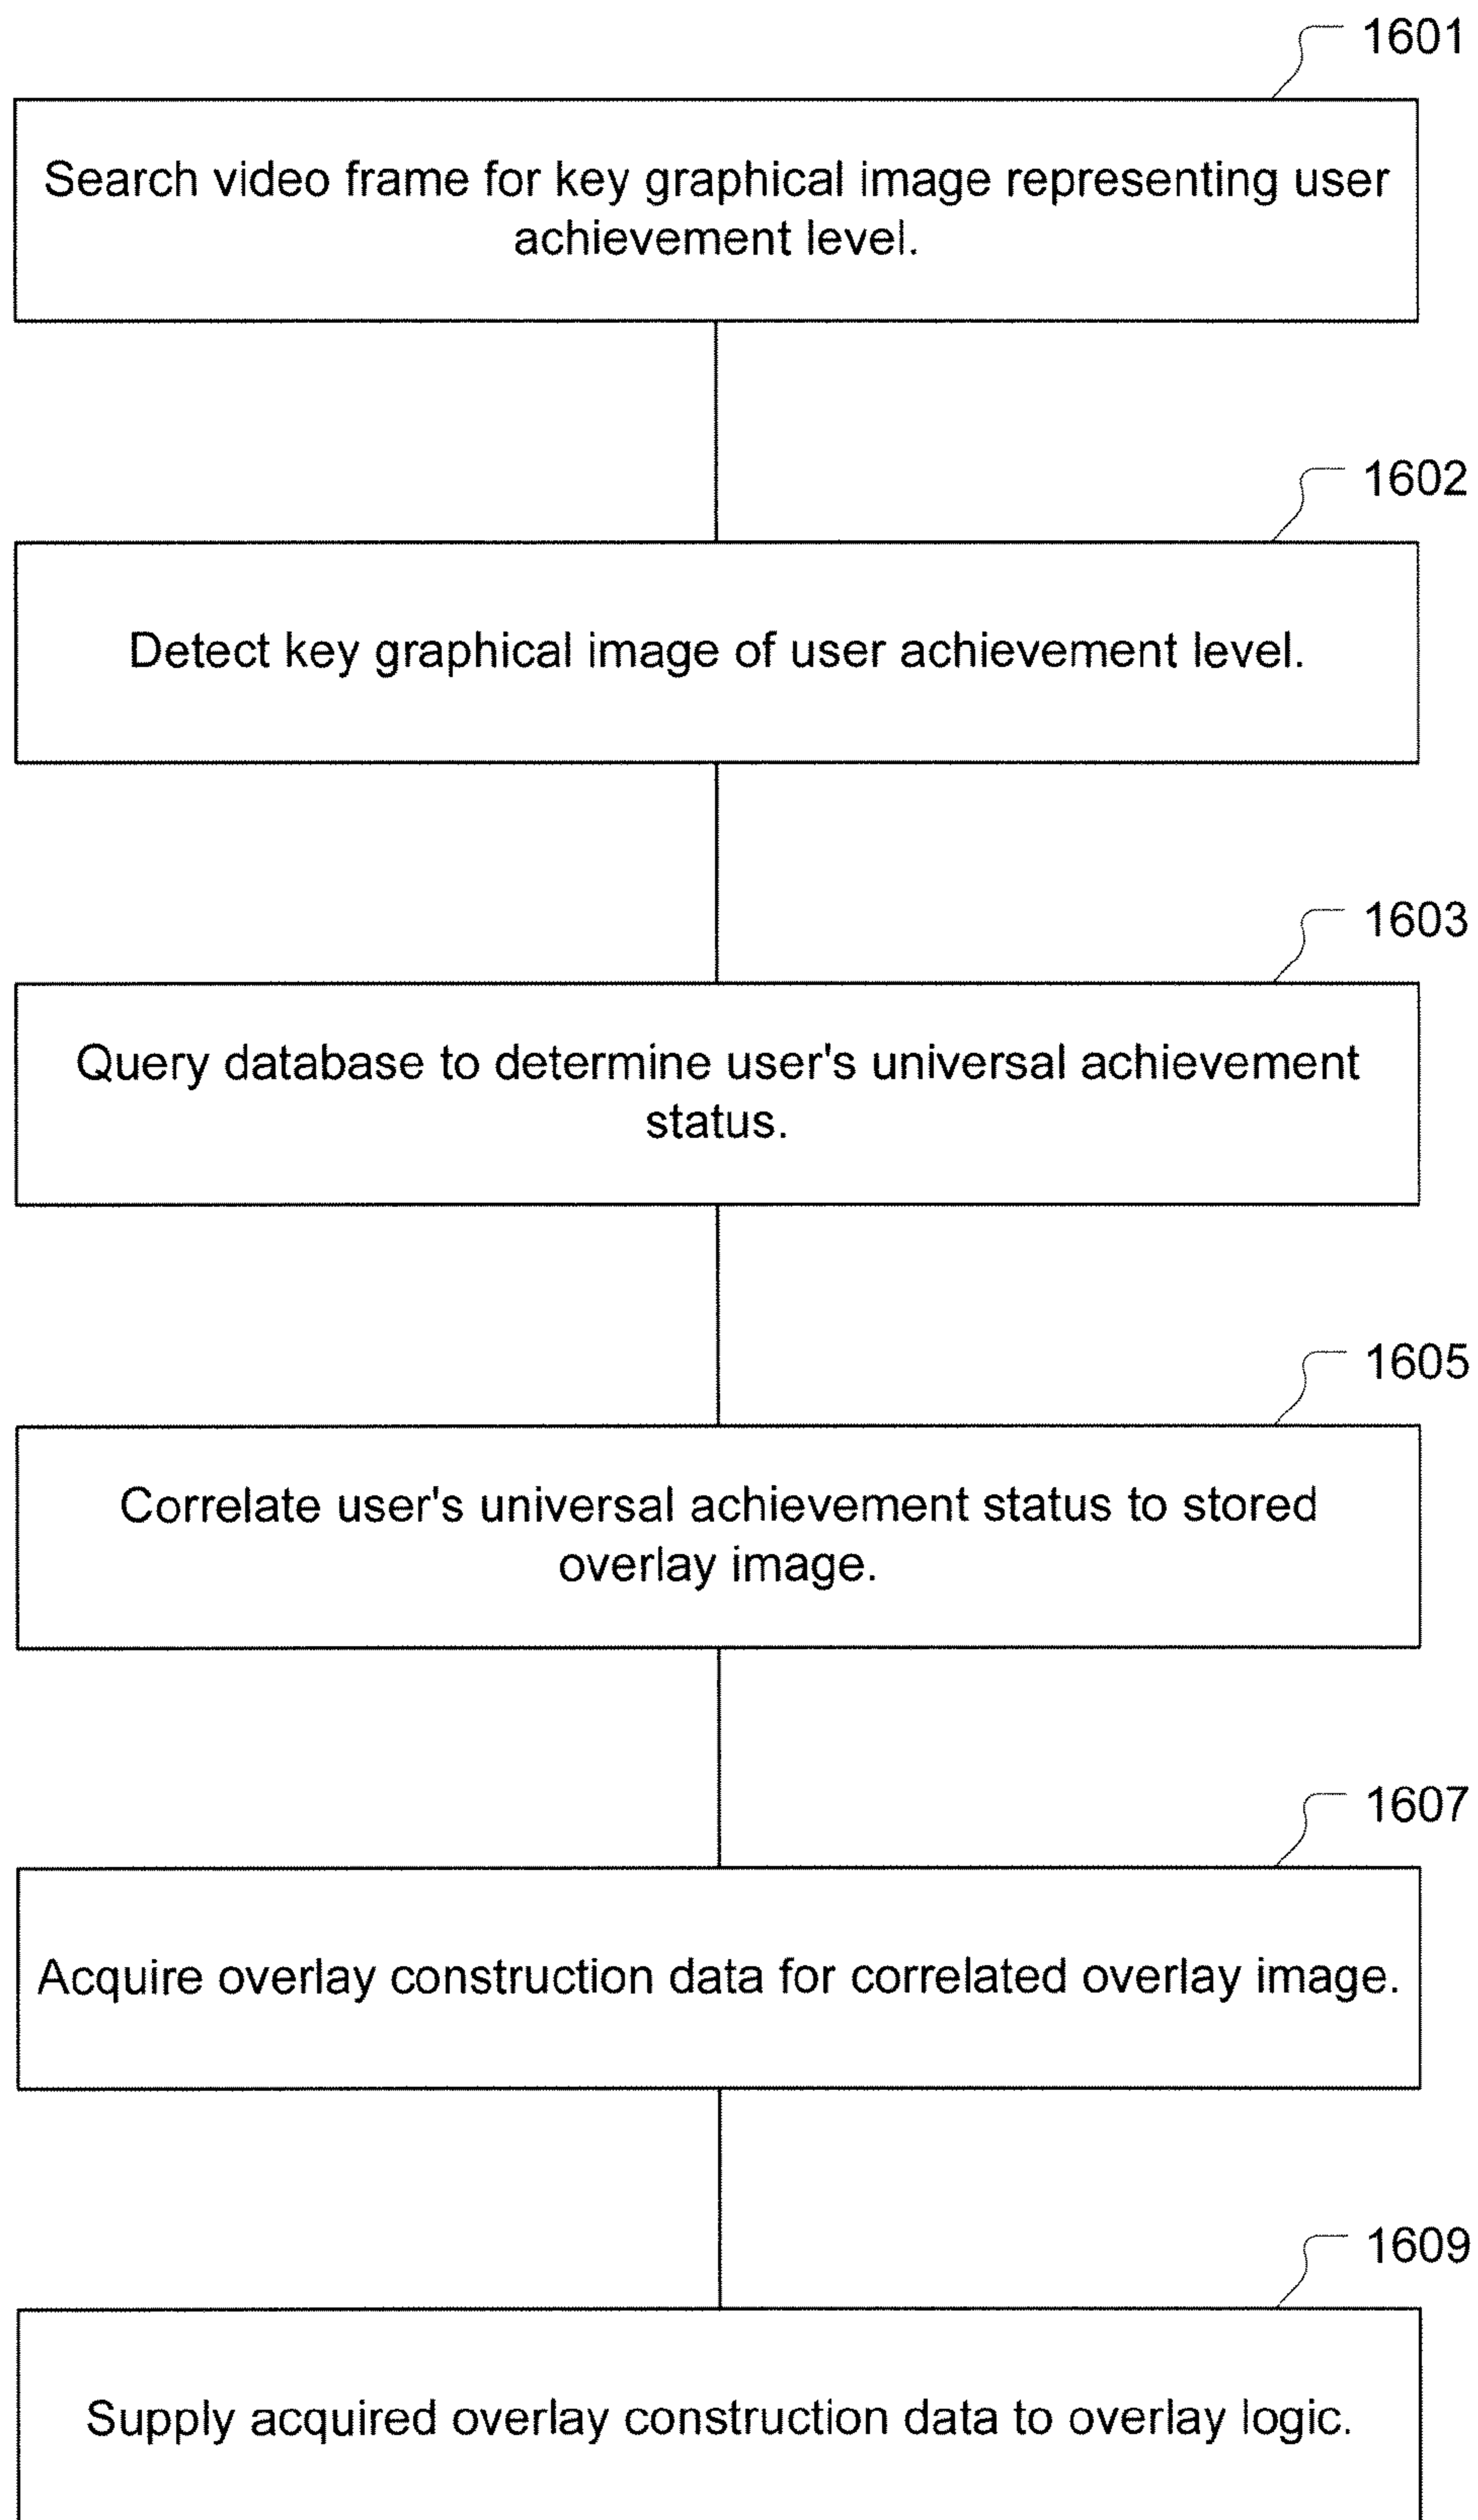 1601
Search video frame for key graphical image representing user
achievement level.
1602
Detect key graphical image of user achievement level.
1603
Query database to determine user's universal achievement
status.
1605
Correlate user's universal achievement status to stored
overlay image.
1607
Acquire overlay construction data for correlated overlay image.
1609
Supply acquired overlay construction data to overlay logic.